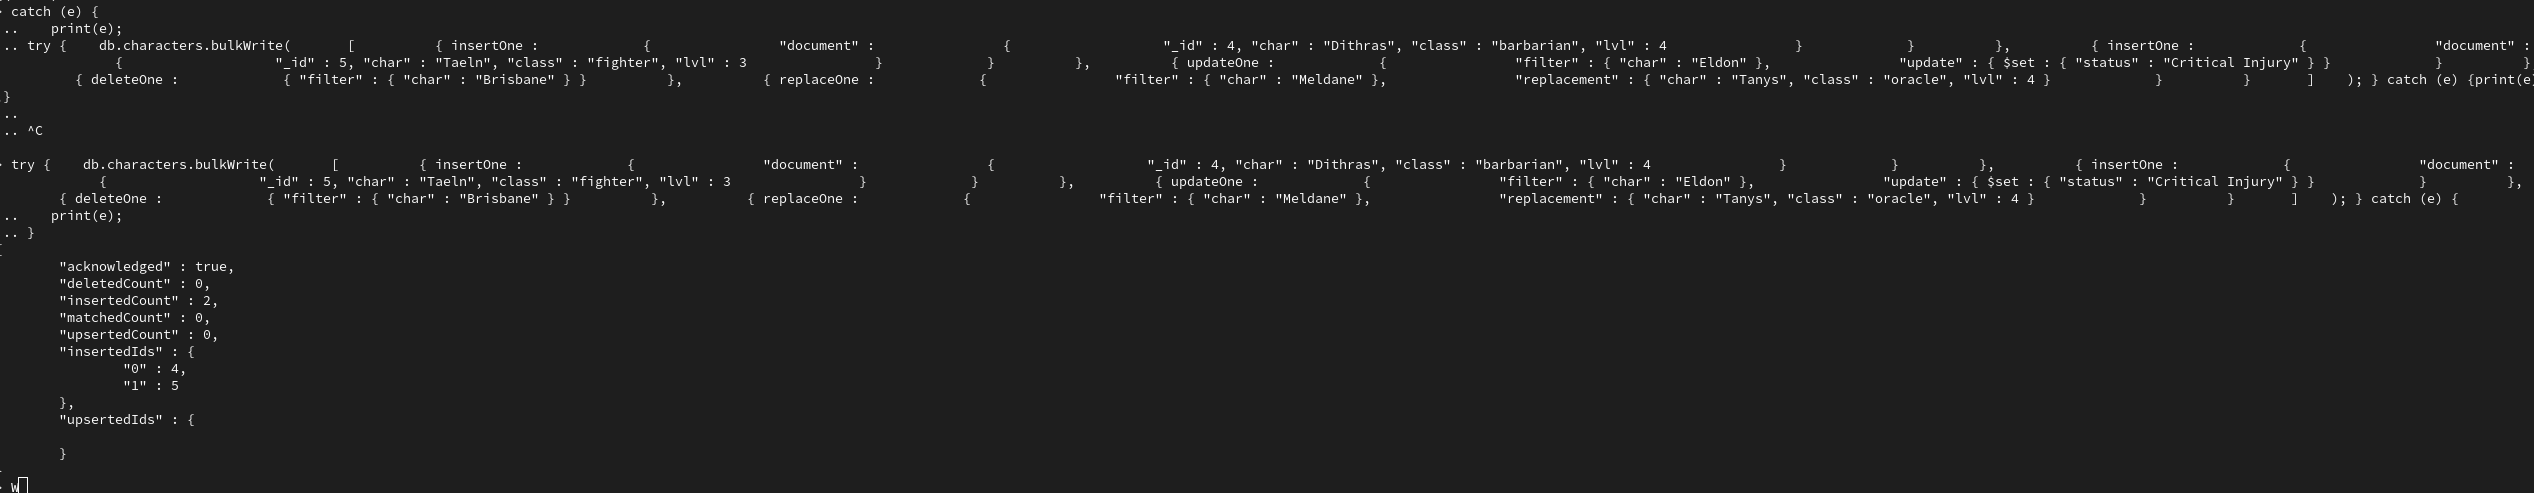 > catch (e) {
..    print(e);
.. try {    db.characters.bulkWrite(       [          { insertOne :             {                "document" :                {                   "_id" : 4, "char" : "Dithras", "class" : "barbarian", "lvl" : 4                }             }          },          { insertOne :             {                "document" :
{                   "_id" : 5, "char" : "Taeln", "class" : "fighter", "lvl" : 3                }             }          },          { updateOne :             {                "filter" : { "char" : "Eldon" },                "update" : { $set : { "status" : "Critical Injury" } }             }          }
{ deleteOne :             { "filter" : { "char" : "Brisbane" } }          },          { replaceOne :             {                "filter" : { "char" : "Meldane" },                "replacement" : { "char" : "Tanys", "class" : "oracle", "lvl" : 4 }             }          }       ]    ); } catch (e) {print(e
}
..
.. ^C
> try {    db.characters.bulkWrite(       [          { insertOne :             {                "document" :                {                   "_id" : 4, "char" : "Dithras", "class" : "barbarian", "lvl" : 4                }             }          },          { insertOne :             {                "document" :
{                   "_id" : 5, "char" : "Taeln", "class" : "fighter", "lvl" : 3                }             }          },          { updateOne :             {                "filter" : { "char" : "Eldon" },                "update" : { $set : { "status" : "Critical Injury" } }             }          },
{ deleteOne :             { "filter" : { "char" : "Brisbane" } }          },          { replaceOne :             {                "filter" : { "char" : "Meldane" },                "replacement" : { "char" : "Tanys", "class" : "oracle", "lvl" : 4 }             }          }       ]    ); } catch (e) {
..    print(e);
.. }
{
"acknowledged" : true,
"deletedCount" : 0,
"insertedCount" : 2,
"matchedCount" : 0,
"upsertedCount" : 0,
"insertedIds" : {
"0" : 4,
"1" : 5
},
"upsertedIds" : {
}
> w